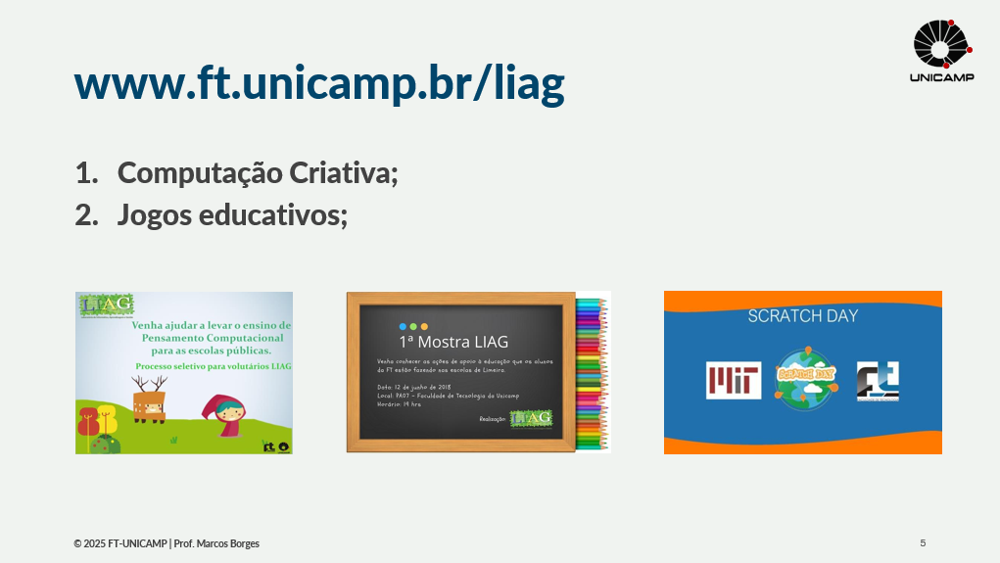 UNICAMP
www.ft.unicamp.br/liag
1. Computação Criativa;
2. Jogos educativos;
LIAG
Venha ajudar a levar o ensino de
Pensamento Computacional
para as escolas públicas.
Processo seletivo para volutários LIAG
ft
1ª Mostra LIAG
Venha conhecer as ações de apoio à educação que os alunos
da FT estão fazendo nas escolas de Limeira.
Data: 12 de junho de 2018
Local: PA07 - Faculdade de Tecnologia da Unicamp
Horário: 19 hrs
Realização:
LIAG
SCRATCH DAY
MIT
SCRATCH DAY
ft
© 2025 FT-UNICAMP | Prof. Marcos Borges
5